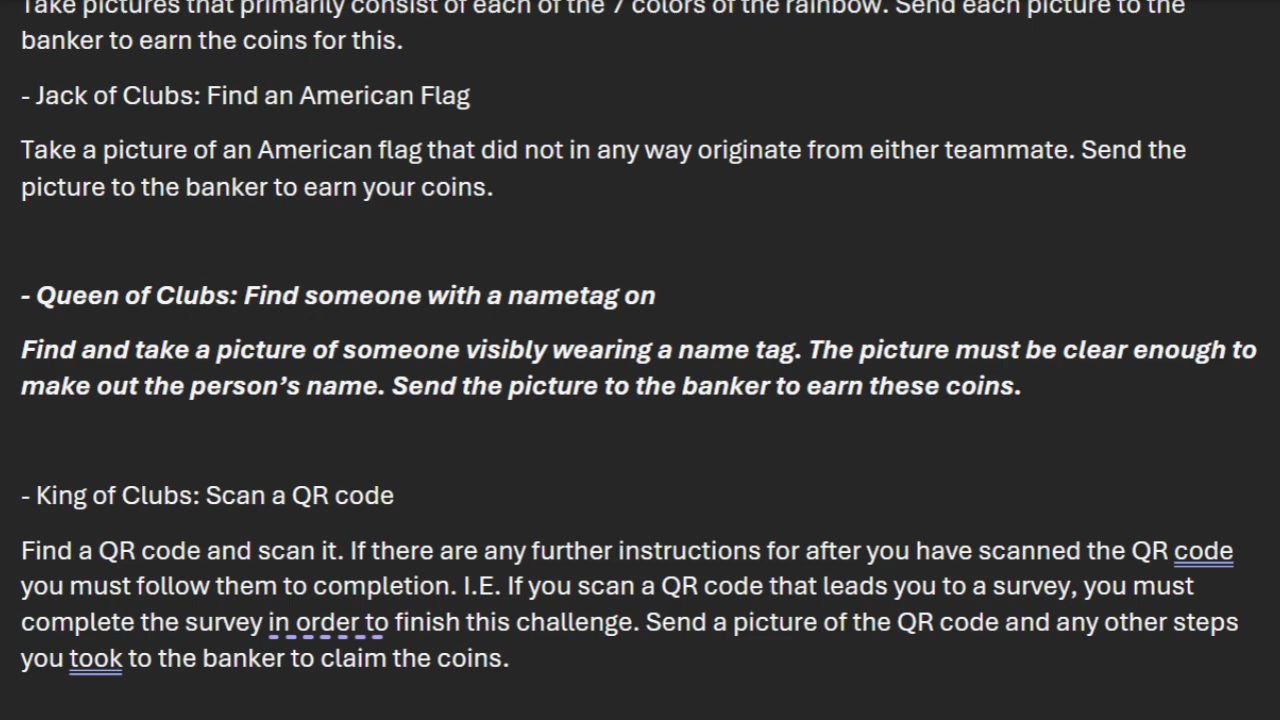 Take pictures that primarily consist of each of the 7 colors of the rainbow. Send each picture to the
banker to earn the coins for this.
- Jack of Clubs: Find an American Flag
Take a picture of an American flag that did not in any way originate from either teammate. Send the
picture to the banker to earn your coins.
- Queen of Clubs: Find someone with a nametag on
Find and take a picture of someone visibly wearing a name tag. The picture must be clear enough to
make out the person’s name. Send the picture to the banker to earn these coins.
- King of Clubs: Scan a QR code
Find a QR code and scan it. If there are any further instructions for after you have scanned the QR code
you must follow them to completion. I.E. If you scan a QR code that leads you to a survey, you must
complete the survey in order to finish this challenge. Send a picture of the QR code and any other steps
you took to the banker to claim the coins.